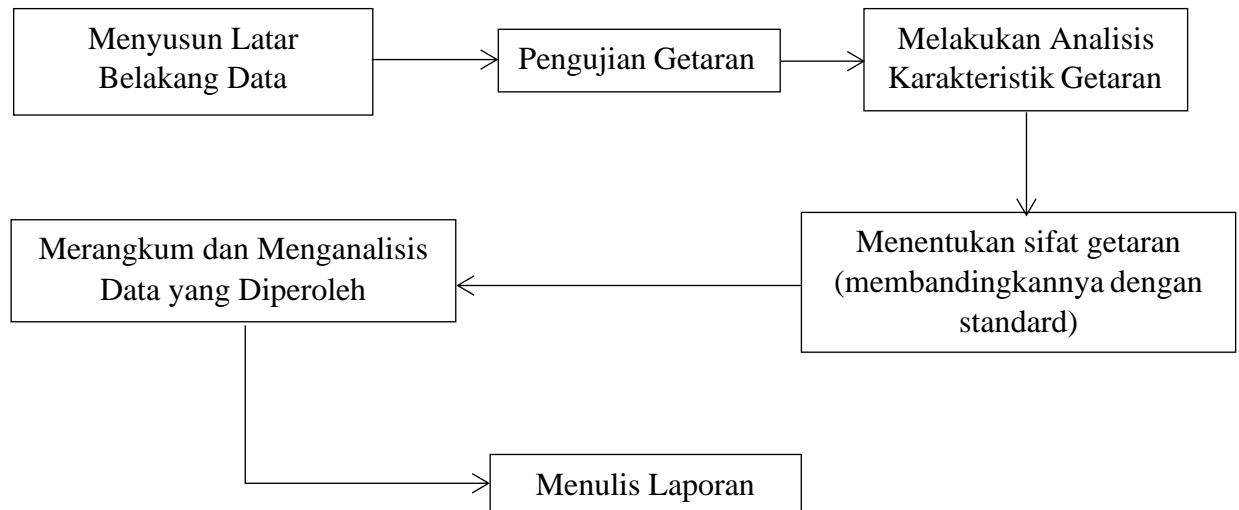 Menyusun Latar
Belakang Data
Pengujian Getaran
Melakukan Analisis
Karakteristik Getaran
Menentukan sifat getaran
(membandingkannya dengan
standard)
Merangkum dan Menganalisis
Data yang Diperoleh
Menulis Laporan